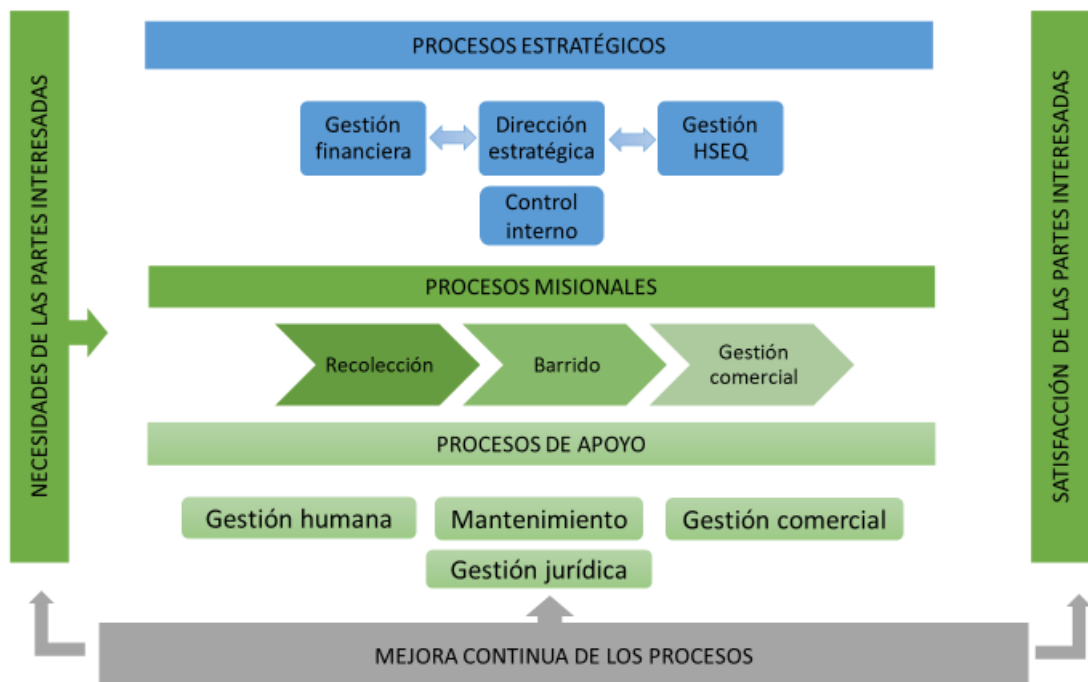 NECESIDADES DE LAS PARTES INTERESADAS
PROCESOS ESTRATÉGICOS
Gestión
financiera
Dirección
estratégica
Gestión
HSEQ
Control
interno
PROCESOS MISIONALES
Recolección
Barrido
Gestión
comercial
PROCESOS DE APOYO
Gestión humana
Mantenimiento
Gestión comercial
Gestión jurídica
MEJORA CONTINUA DE LOS PROCESOS
SATISFACCIÓN DE LAS PARTES INTERESADAS